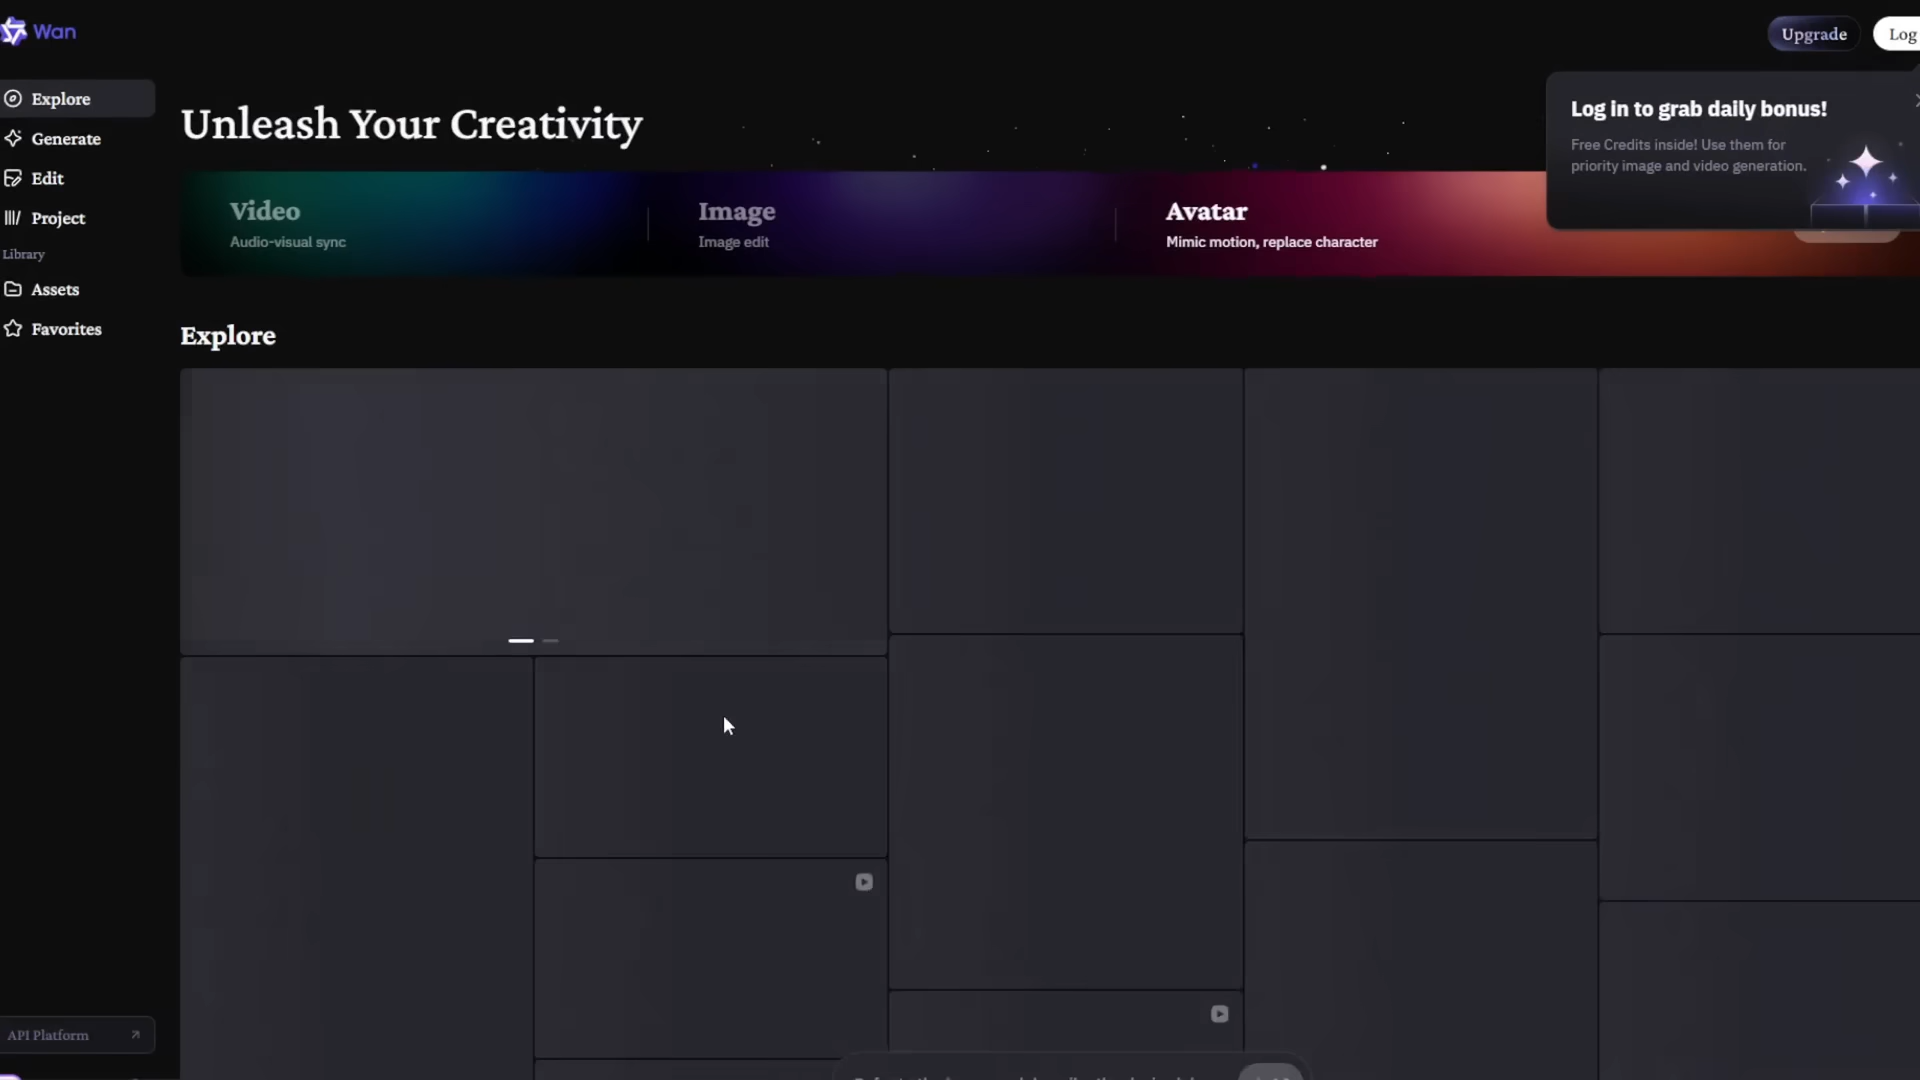 Wan
Upgrade
Log
Explore
Generate
Edit
Project
Library
Assets
Favorites
Unleash Your Creativity
Log in to grab daily bonus!
Free Credits inside! Use them for
priority image and video generation.
Video
Audio-visual sync
Image
Image edit
Avatar
Mimic motion, replace character
Explore
API Platform